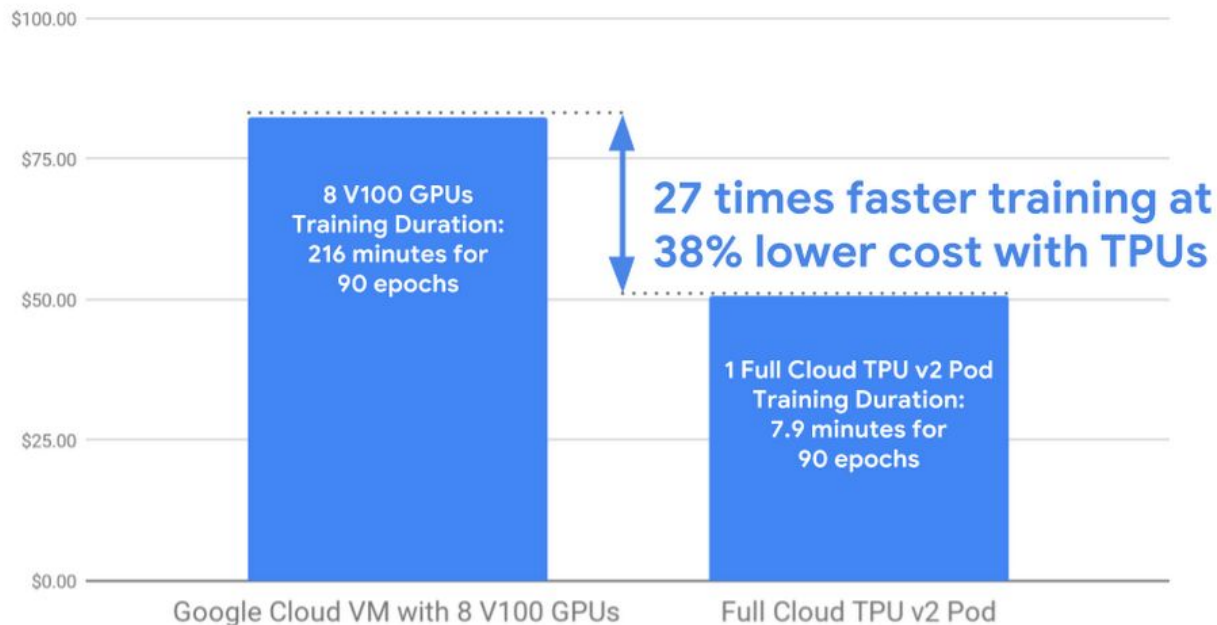 $100.00
$75.00
$50.00
$25.00
$0.00
8 V100 GPUs
Training Duration:
216 minutes for
90 epochs
27 times faster training at
38% lower cost with TPUs
1 Full Cloud TPU v2 Pod
Training Duration:
7.9 minutes for
90 epochs
Google Cloud VM with 8 V100 GPUs
Full Cloud TPU v2 Pod